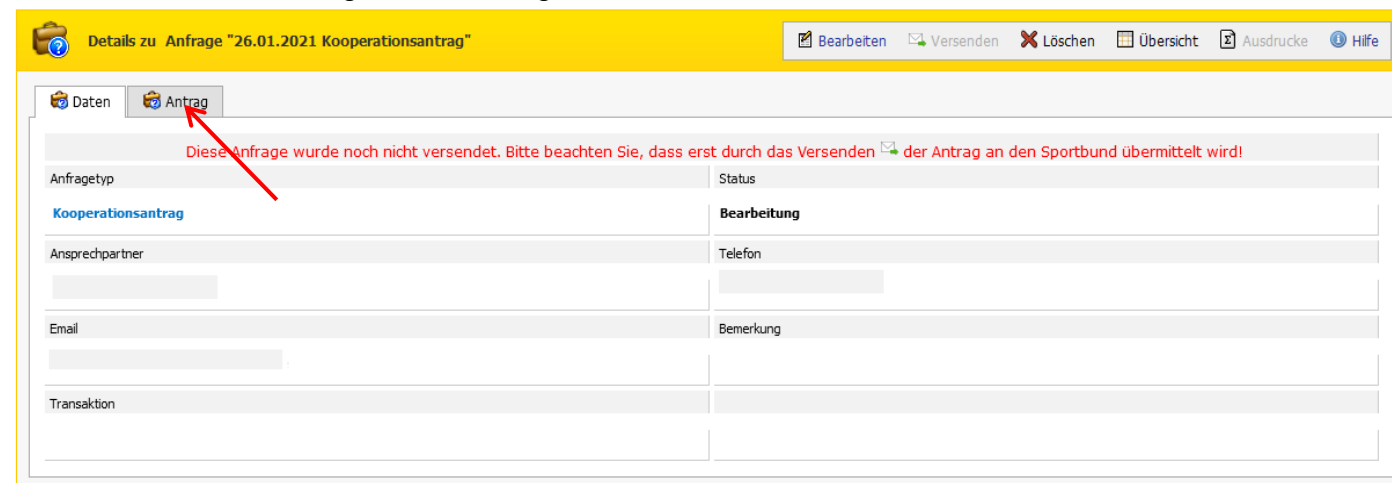 Details zu Anfrage "26.01.2021 Kooperationsantrag"
Bearbeiten Versenden Löschen Übersicht Ausdrucke Hilfe
Daten Antrag
Diese Anfrage wurde noch nicht versendet. Bitte beachten Sie, dass erst durch das Versenden der Antrag an den Sportbund übermittelt wird!
Anfragetyp Status
Kooperationsantrag Bearbeitung
Ansprechpartner Telefon
Email Bemerkung
Transaktion